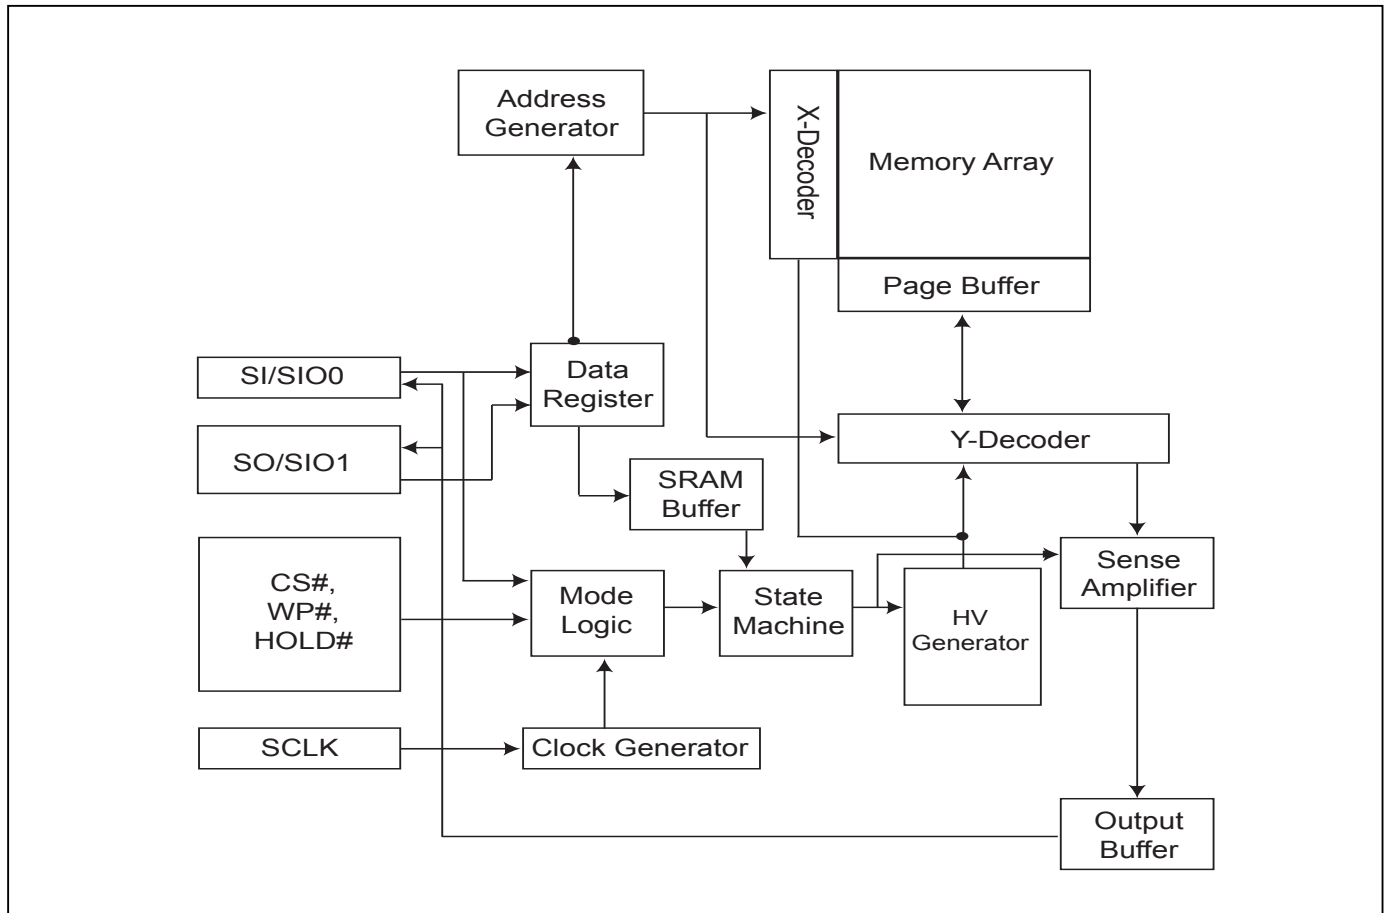 Address
Generator
X-Decoder
Memory Array
Page Buffer
SI/SIO0
Data
Register
SO/SIO1
Y-Decoder
SRAM
Buffer
CS#,
WP#,
HOLD#
Mode
Logic
State
Machine
HV
Generator
Sense
Amplifier
SCLK
Clock Generator
Output
Buffer